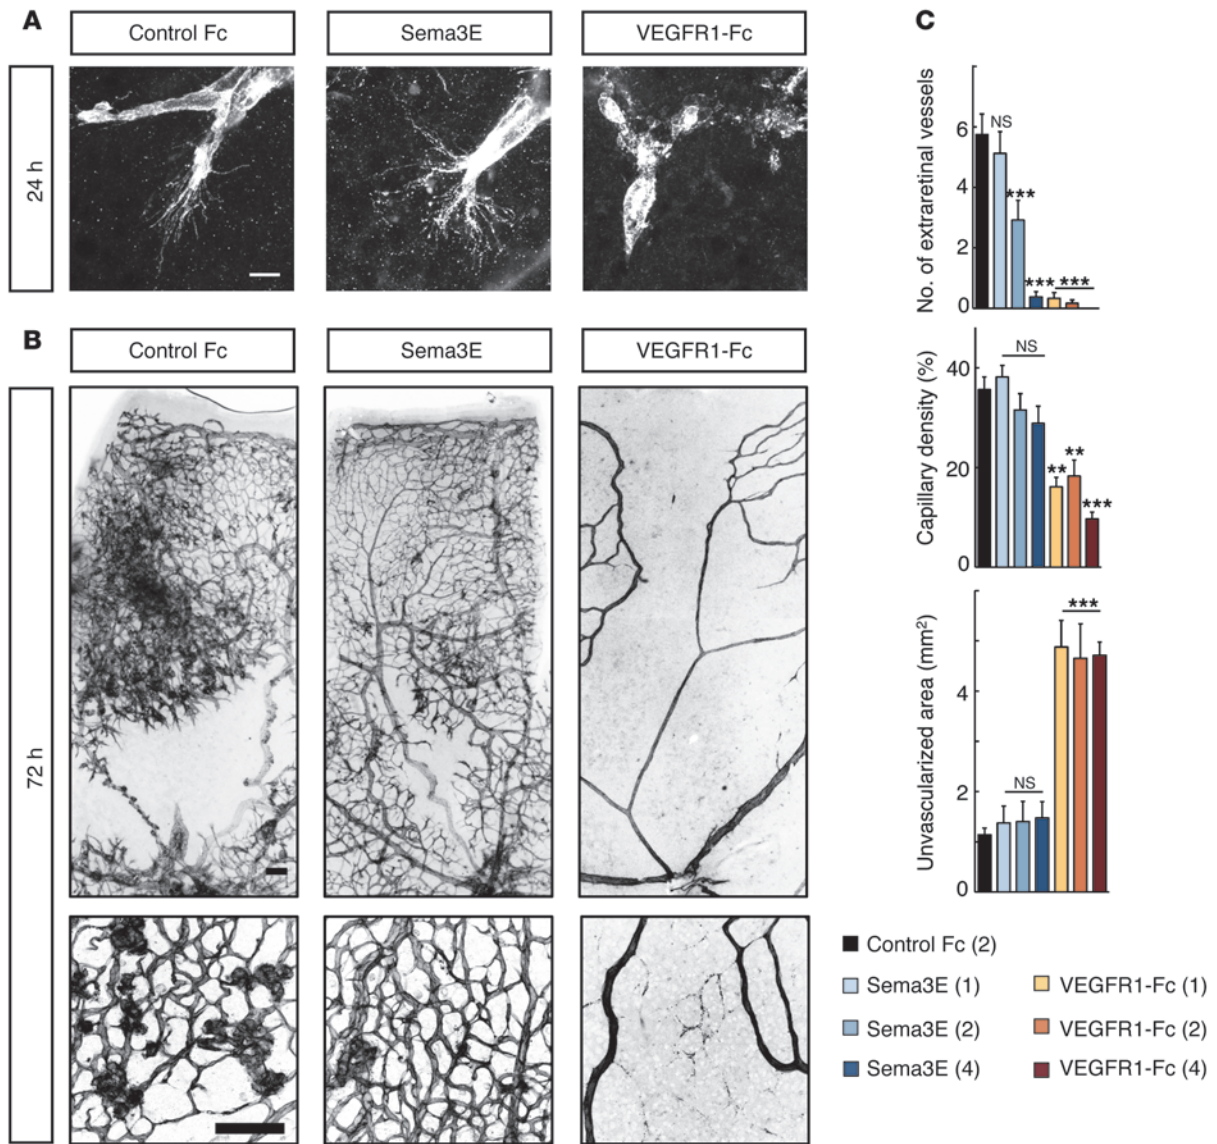 A
Control Fc
Sema3E
VEGFR1-Fc
24 h
B
Control Fc
Sema3E
VEGFR1-Fc
72 h
C
No. of extraretinal vessels
6
4
2
0
NS
***
***
***
Capillary density (%)
40
20
0
NS
**
**
***
Unvascularized area (mm²)
4
2
0
NS
***
Control Fc (2)
Sema3E (1)
VEGFR1-Fc (1)
Sema3E (2)
VEGFR1-Fc (2)
Sema3E (4)
VEGFR1-Fc (4)